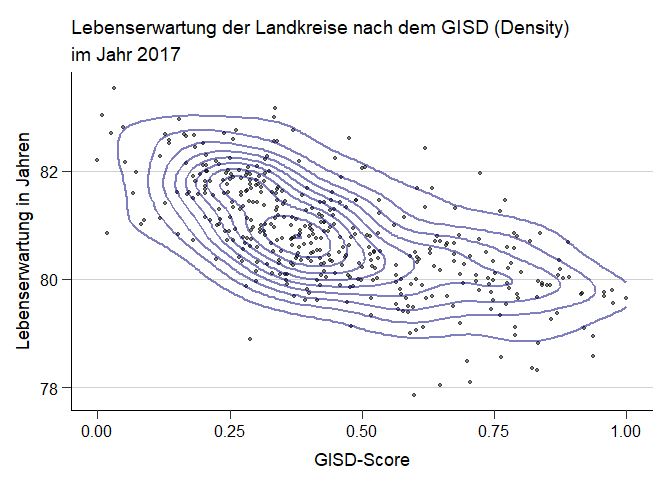 Lebenserwartung der Landkreise nach dem GISD (Density)
im Jahr 2017
Lebenserwartung in Jahren
82
80
78
0.00 0.25 0.50 0.75 1.00
GISD-Score